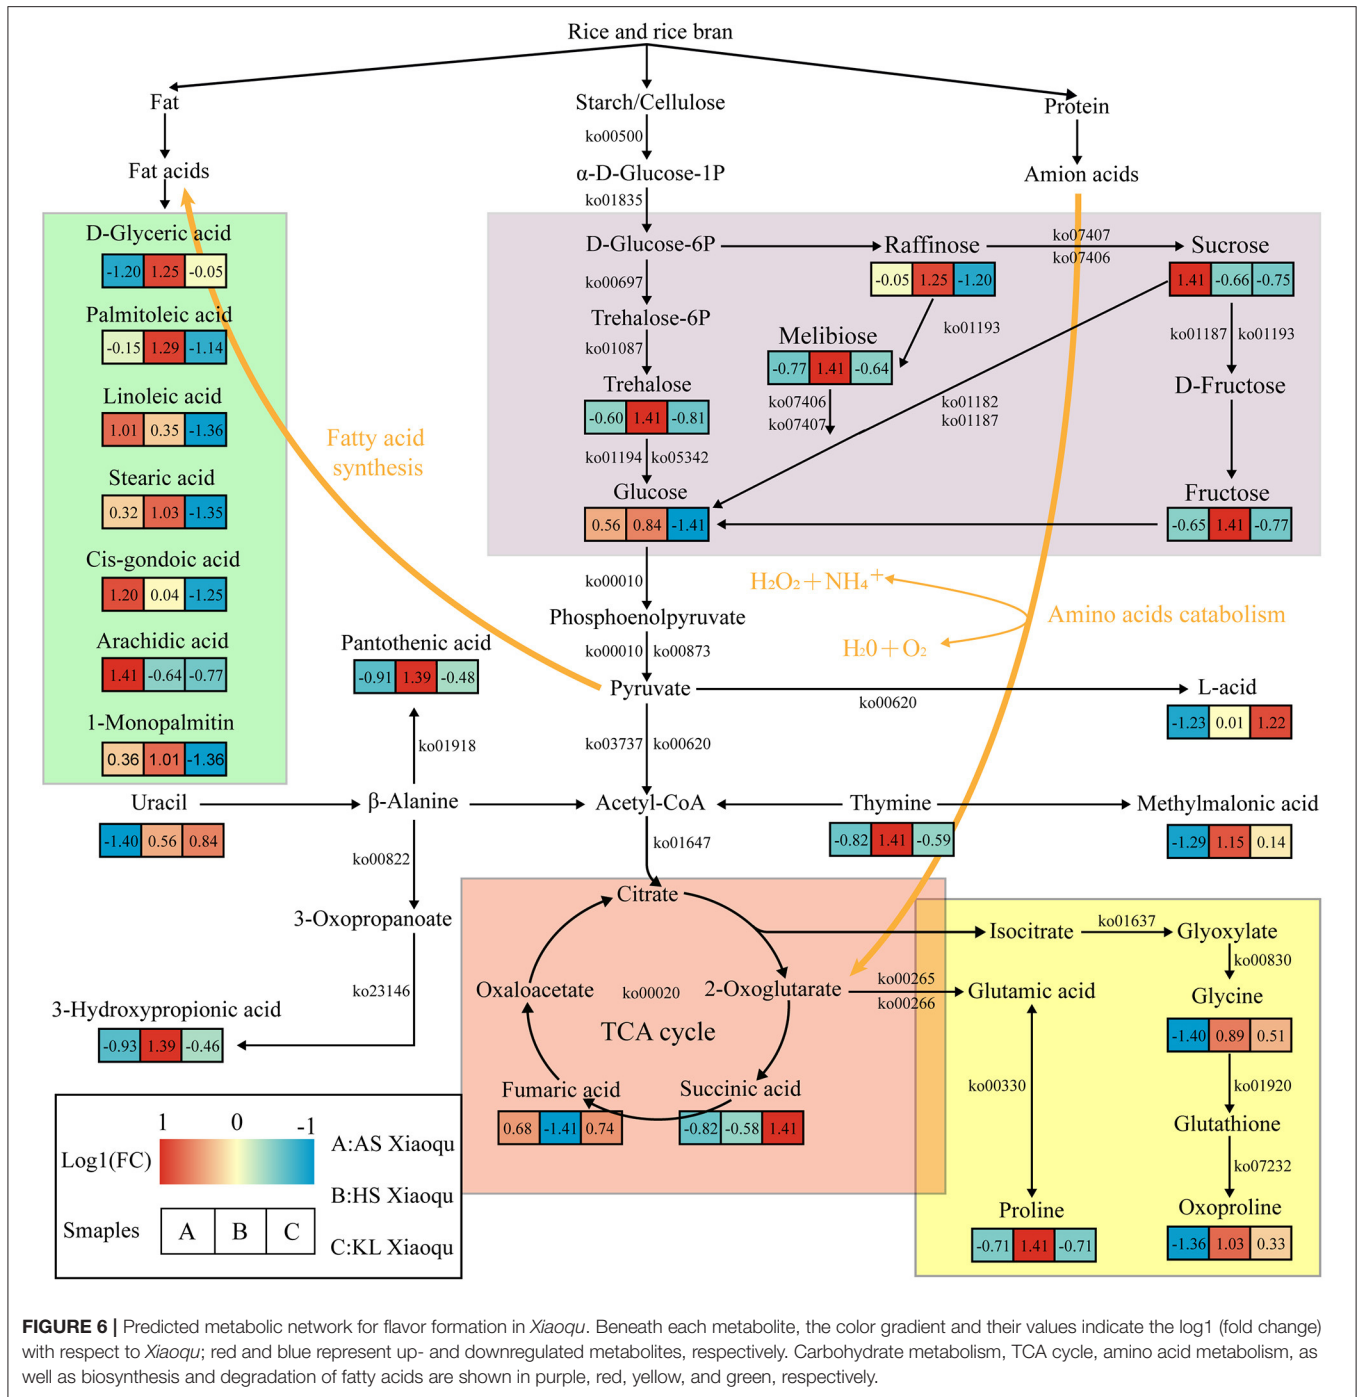 Rice and rice bran
Fat
Starch/Cellulose
Protein
ko00500
Fat acids
α-D-Glucose-1P
Amion acids
ko01835
D-Glyceric acid
-1.20 1.25 -0.05
Palmitoleic acid
-0.15 1.29 -1.14
Linoleic acid
1.01 0.35 -1.36
Stearic acid
0.32 1.03 -1.35
Cis-gondoic acid
1.20 0.04 -1.25
Arachidic acid
1.41 -0.64 -0.77
1-Monopalmitin
0.36 1.01 -1.36
Fatty acid
synthesis
D-Glucose-6P
Raffinose
-0.05 1.25 -1.20
ko07407
ko07406
Sucrose
1.41 -0.66 -0.75
ko00697
Trehalose-6P
ko01087
Trehalose
-0.60 1.41 -0.81
ko01194 ko05342
Glucose
0.56 0.84 -1.41
ko01193
Melibiose
-0.77 1.41 -0.64
ko07406
ko07407
ko01182
ko01187
ko01187 ko01193
D-Fructose
Fructose
-0.65 1.41 -0.77
ko00010
Phosphoenolpyruvate
ko00010 ko00873
H₂O₂+NH₄⁺
H₂0+O₂
Amino acids catabolism
Pyruvate
ko00620
L-acid
-1.23 0.01 1.22
Pantothenic acid
-0.91 1.39 -0.48
ko01918
ko03737 ko00620
Uracil
-1.40 0.56 0.84
β-Alanine
Acetyl-CoA
Thymine
-0.82 1.41 -0.59
Methylmalonic acid
-1.29 1.15 0.14
ko00822
ko01647
3-Oxopropanoate
ko23146
3-Hydroxypropionic acid
-0.93 1.39 -0.46
Citrate
Oxaloacetate
ko00020
2-Oxoglutarate
TCA cycle
Fumaric acid
0.68 -1.41 0.74
Succinic acid
-0.82 -0.58 1.41
Isocitrate
ko01637
Glyoxylate
ko00830
ko00265
ko00266
Glutamic acid
Glycine
-1.40 0.89 0.51
ko00330
ko01920
Glutathione
ko07232
Proline
-0.71 1.41 -0.71
Oxoproline
-1.36 1.03 0.33
1 0 -1
Log1(FC)
A:AS Xiaoqu
B:HS Xiaoqu
C:KL Xiaoqu
Smaples
A B C
FIGURE 6 | Predicted metabolic network for flavor formation in Xiaoqu. Beneath each metabolite, the color gradient and their values indicate the log1 (fold change)
with respect to Xiaoqu; red and blue represent up- and downregulated metabolites, respectively. Carbohydrate metabolism, TCA cycle, amino acid metabolism, as
well as biosynthesis and degradation of fatty acids are shown in purple, red, yellow, and green, respectively.